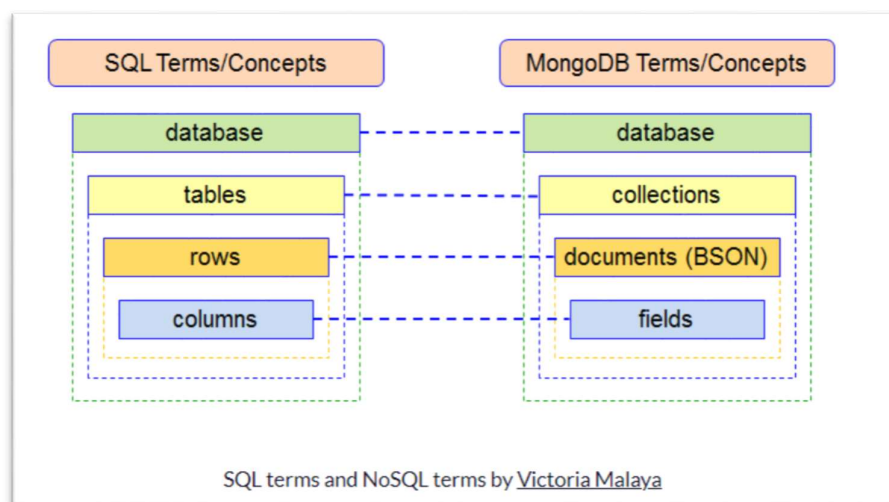 SQL Terms/Concepts
MongoDB Terms/Concepts
database
database
tables
collections
rows
documents (BSON)
columns
fields
SQL terms and NoSQL terms by Victoria Malaya